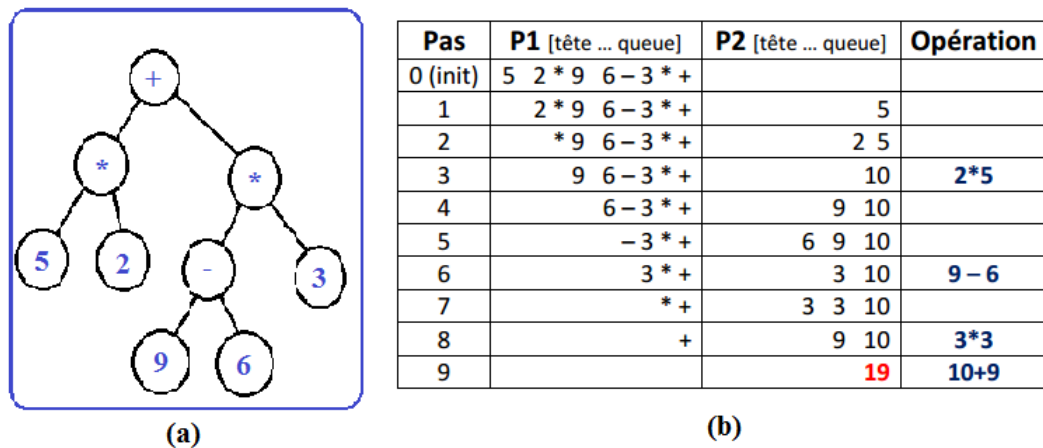 +
* *
5 2 - 3
9 6
(a)
Pas P1 [tête ... queue] P2 [tête ... queue] Opération
0 (init) 5 2 * 9 6 – 3 * +
1 2 * 9 6 – 3 * + 5
2 * 9 6 – 3 * + 2 5
3 9 6 – 3 * + 10 2*5
4 6 – 3 * + 9 10
5 – 3 * + 6 9 10
6 3 * + 3 10 9 – 6
7 * + 3 3 10
8 + 9 10 3*3
9 19 10+9
(b)